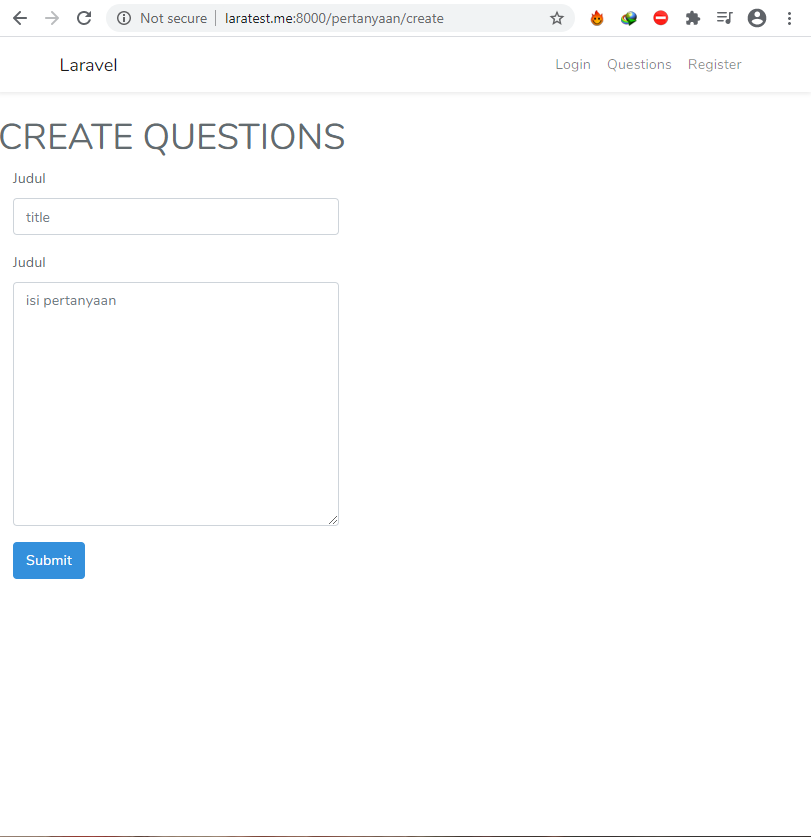 Not secure | laratest.me:8000/pertanyaan/create
Laravel Login Questions Register
CREATE QUESTIONS
Judul
title
Judul
isi pertanyaan
Submit